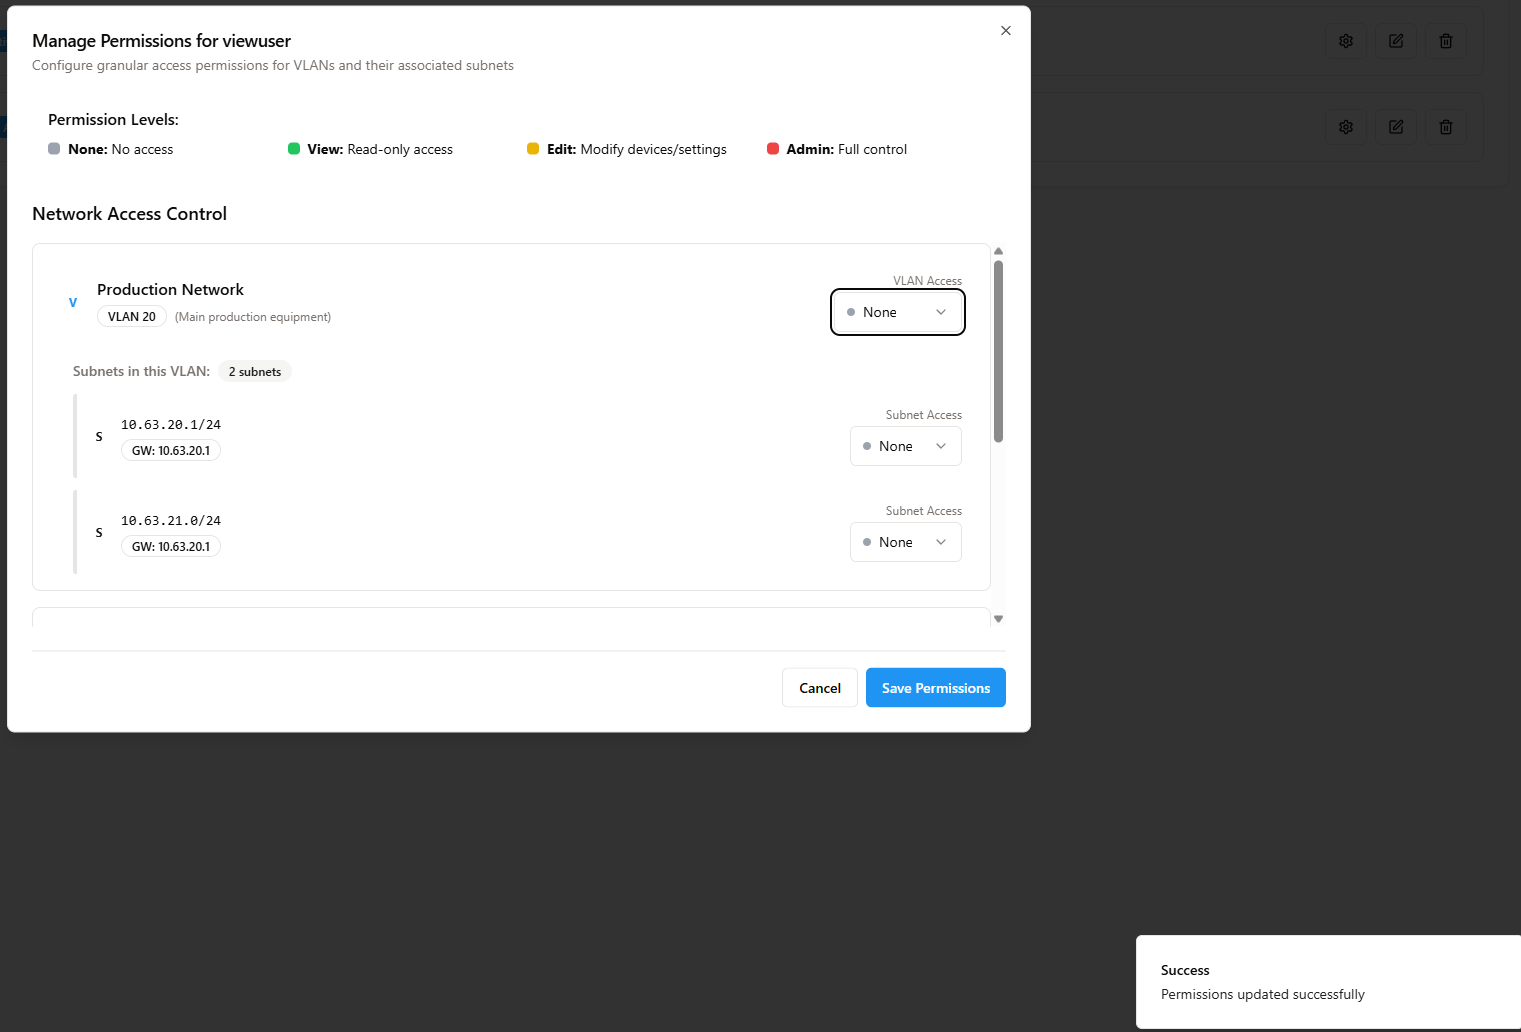 Manage Permissions for viewuser
Configure granular access permissions for VLANs and their associated subnets
Permission Levels:
None: No access
View: Read-only access
Edit: Modify devices/settings
Admin: Full control
Network Access Control
Production Network
VLAN Access
V
VLAN 20 (Main production equipment)
None
Subnets in this VLAN: 2 subnets
Subnet Access
10.63.20.1/24
S
GW: 10.63.20.1
None
Subnet Access
10.63.21.0/24
S
GW: 10.63.20.1
None
Cancel
Save Permissions
Success
Permissions updated successfully